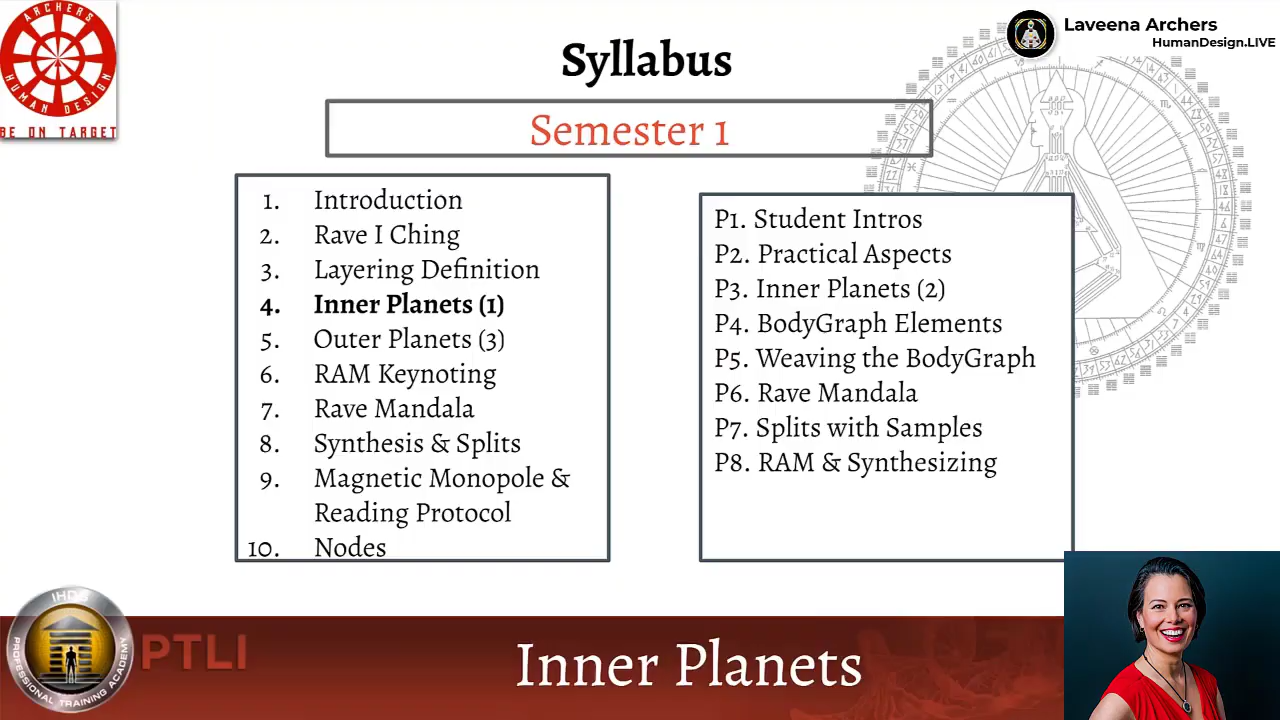 ARCHERS
HUMAN DESIGN
BE ON TARGET
Laveena Archers
HumanDesign.LIVE
Syllabus
Semester 1
1. Introduction
2. Rave I Ching
3. Layering Definition
4. Inner Planets (1)
5. Outer Planets (3)
6. RAM Keynoting
7. Rave Mandala
8. Synthesis & Splits
9. Magnetic Monopole &
Reading Protocol
10. Nodes
P1. Student Intros
P2. Practical Aspects
P3. Inner Planets (2)
P4. BodyGraph Elements
P5. Weaving the BodyGraph
P6. Rave Mandala
P7. Splits with Samples
P8. RAM & Synthesizing
IHDS
PROFESSIONAL TRAINING ACADEMY
PTLI
Inner Planets